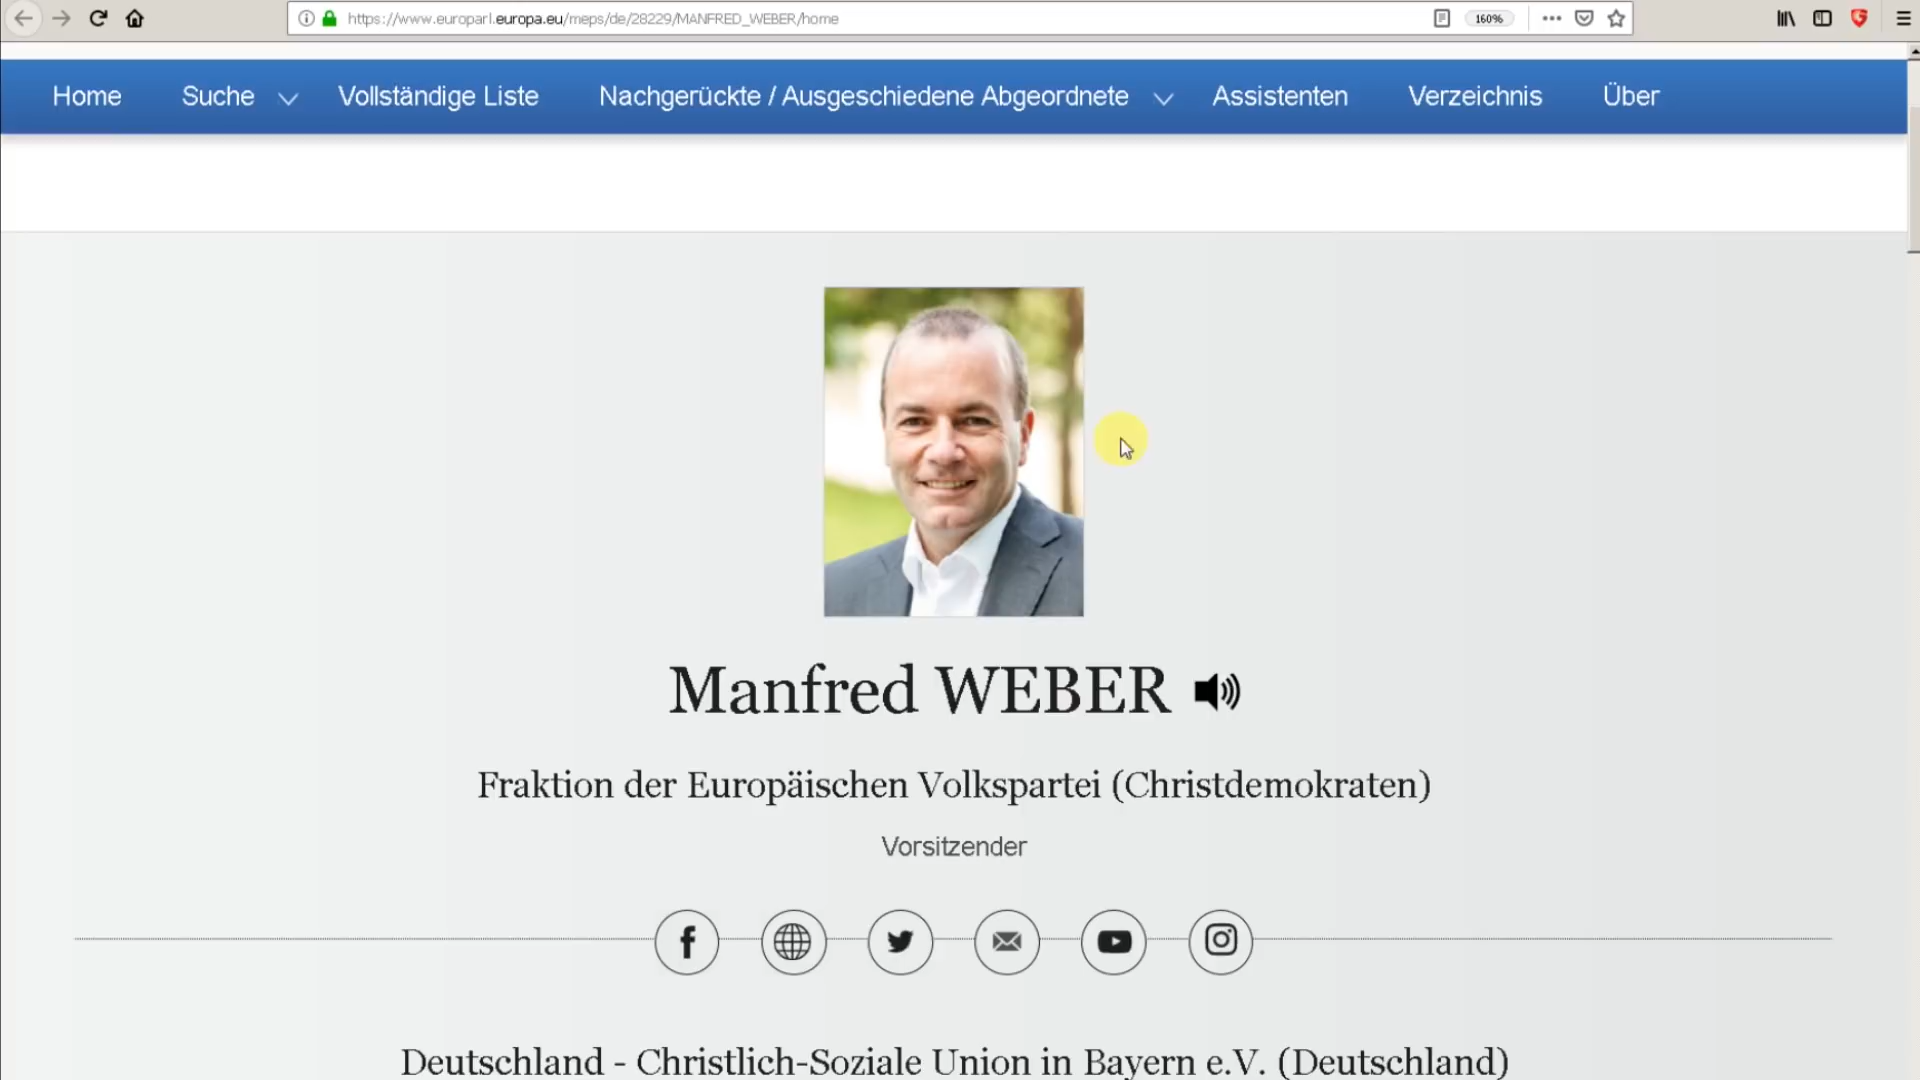 https://www.europarl.europa.eu/meps/de/28229/MANFRED_WEBER/home
160%
Home Suche Vollständige Liste Nachgerückte / Ausgeschiedene Abgeordnete Assistenten Verzeichnis Über
Manfred WEBER
Fraktion der Europäischen Volkspartei (Christdemokraten)
Vorsitzender
Deutschland - Christlich-Soziale Union in Bayern e.V. (Deutschland)